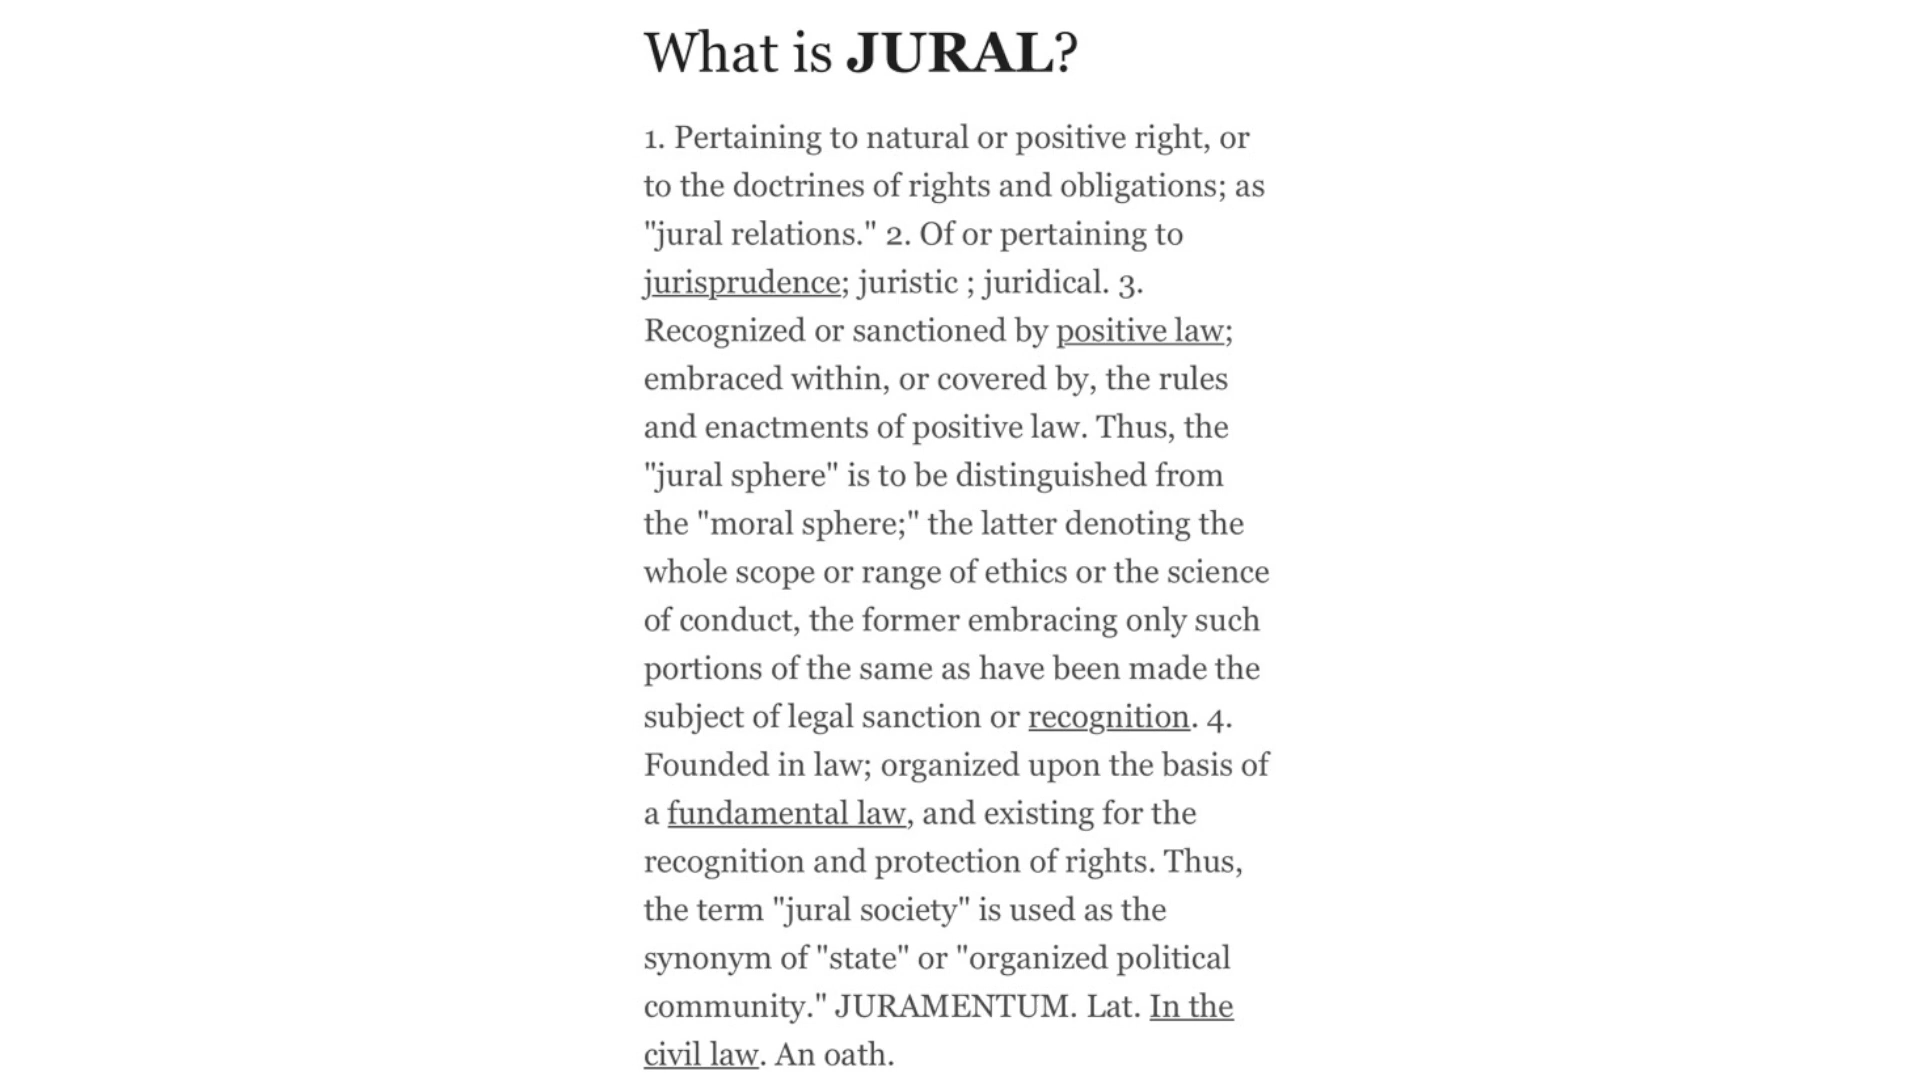 What is JURAL?
1. Pertaining to natural or positive right, or
to the doctrines of rights and obligations; as
"jural relations." 2. Of or pertaining to
jurisprudence; juristic ; juridical. 3.
Recognized or sanctioned by positive law;
embraced within, or covered by, the rules
and enactments of positive law. Thus, the
"jural sphere" is to be distinguished from
the "moral sphere;" the latter denoting the
whole scope or range of ethics or the science
of conduct, the former embracing only such
portions of the same as have been made the
subject of legal sanction or recognition. 4.
Founded in law; organized upon the basis of
a fundamental law, and existing for the
recognition and protection of rights. Thus,
the term "jural society" is used as the
synonym of "state" or "organized political
community." JURAMENTUM. Lat. In the
civil law. An oath.